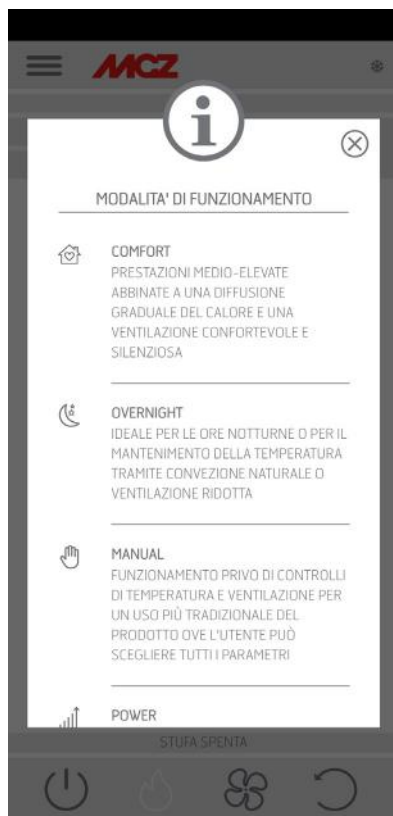 MCZ
i
MODALITA' DI FUNZIONAMENTO
COMFORT
PRESTAZIONI MEDIO-ELEVATE
ABBINATE A UNA DIFFUSIONE
GRADUALE DEL CALORE E UNA
VENTILAZIONE CONFORTEVOLE E
SILENZIOSA
OVERNIGHT
IDEALE PER LE ORE NOTTURNE O PER IL
MANTENIMENTO DELLA TEMPERATURA
TRAMITE CONVEZIONE NATURALE O
VENTILAZIONE RIDOTTA
MANUAL
FUNZIONAMENTO PRIVO DI CONTROLLI
DI TEMPERATURA E VENTILAZIONE PER
UN USO PIÙ TRADIZIONALE DEL
PRODOTTO OVE L'UTENTE PUÒ
SCEGLIERE TUTTI I PARAMETRI
POWER
STUFA SPENTA